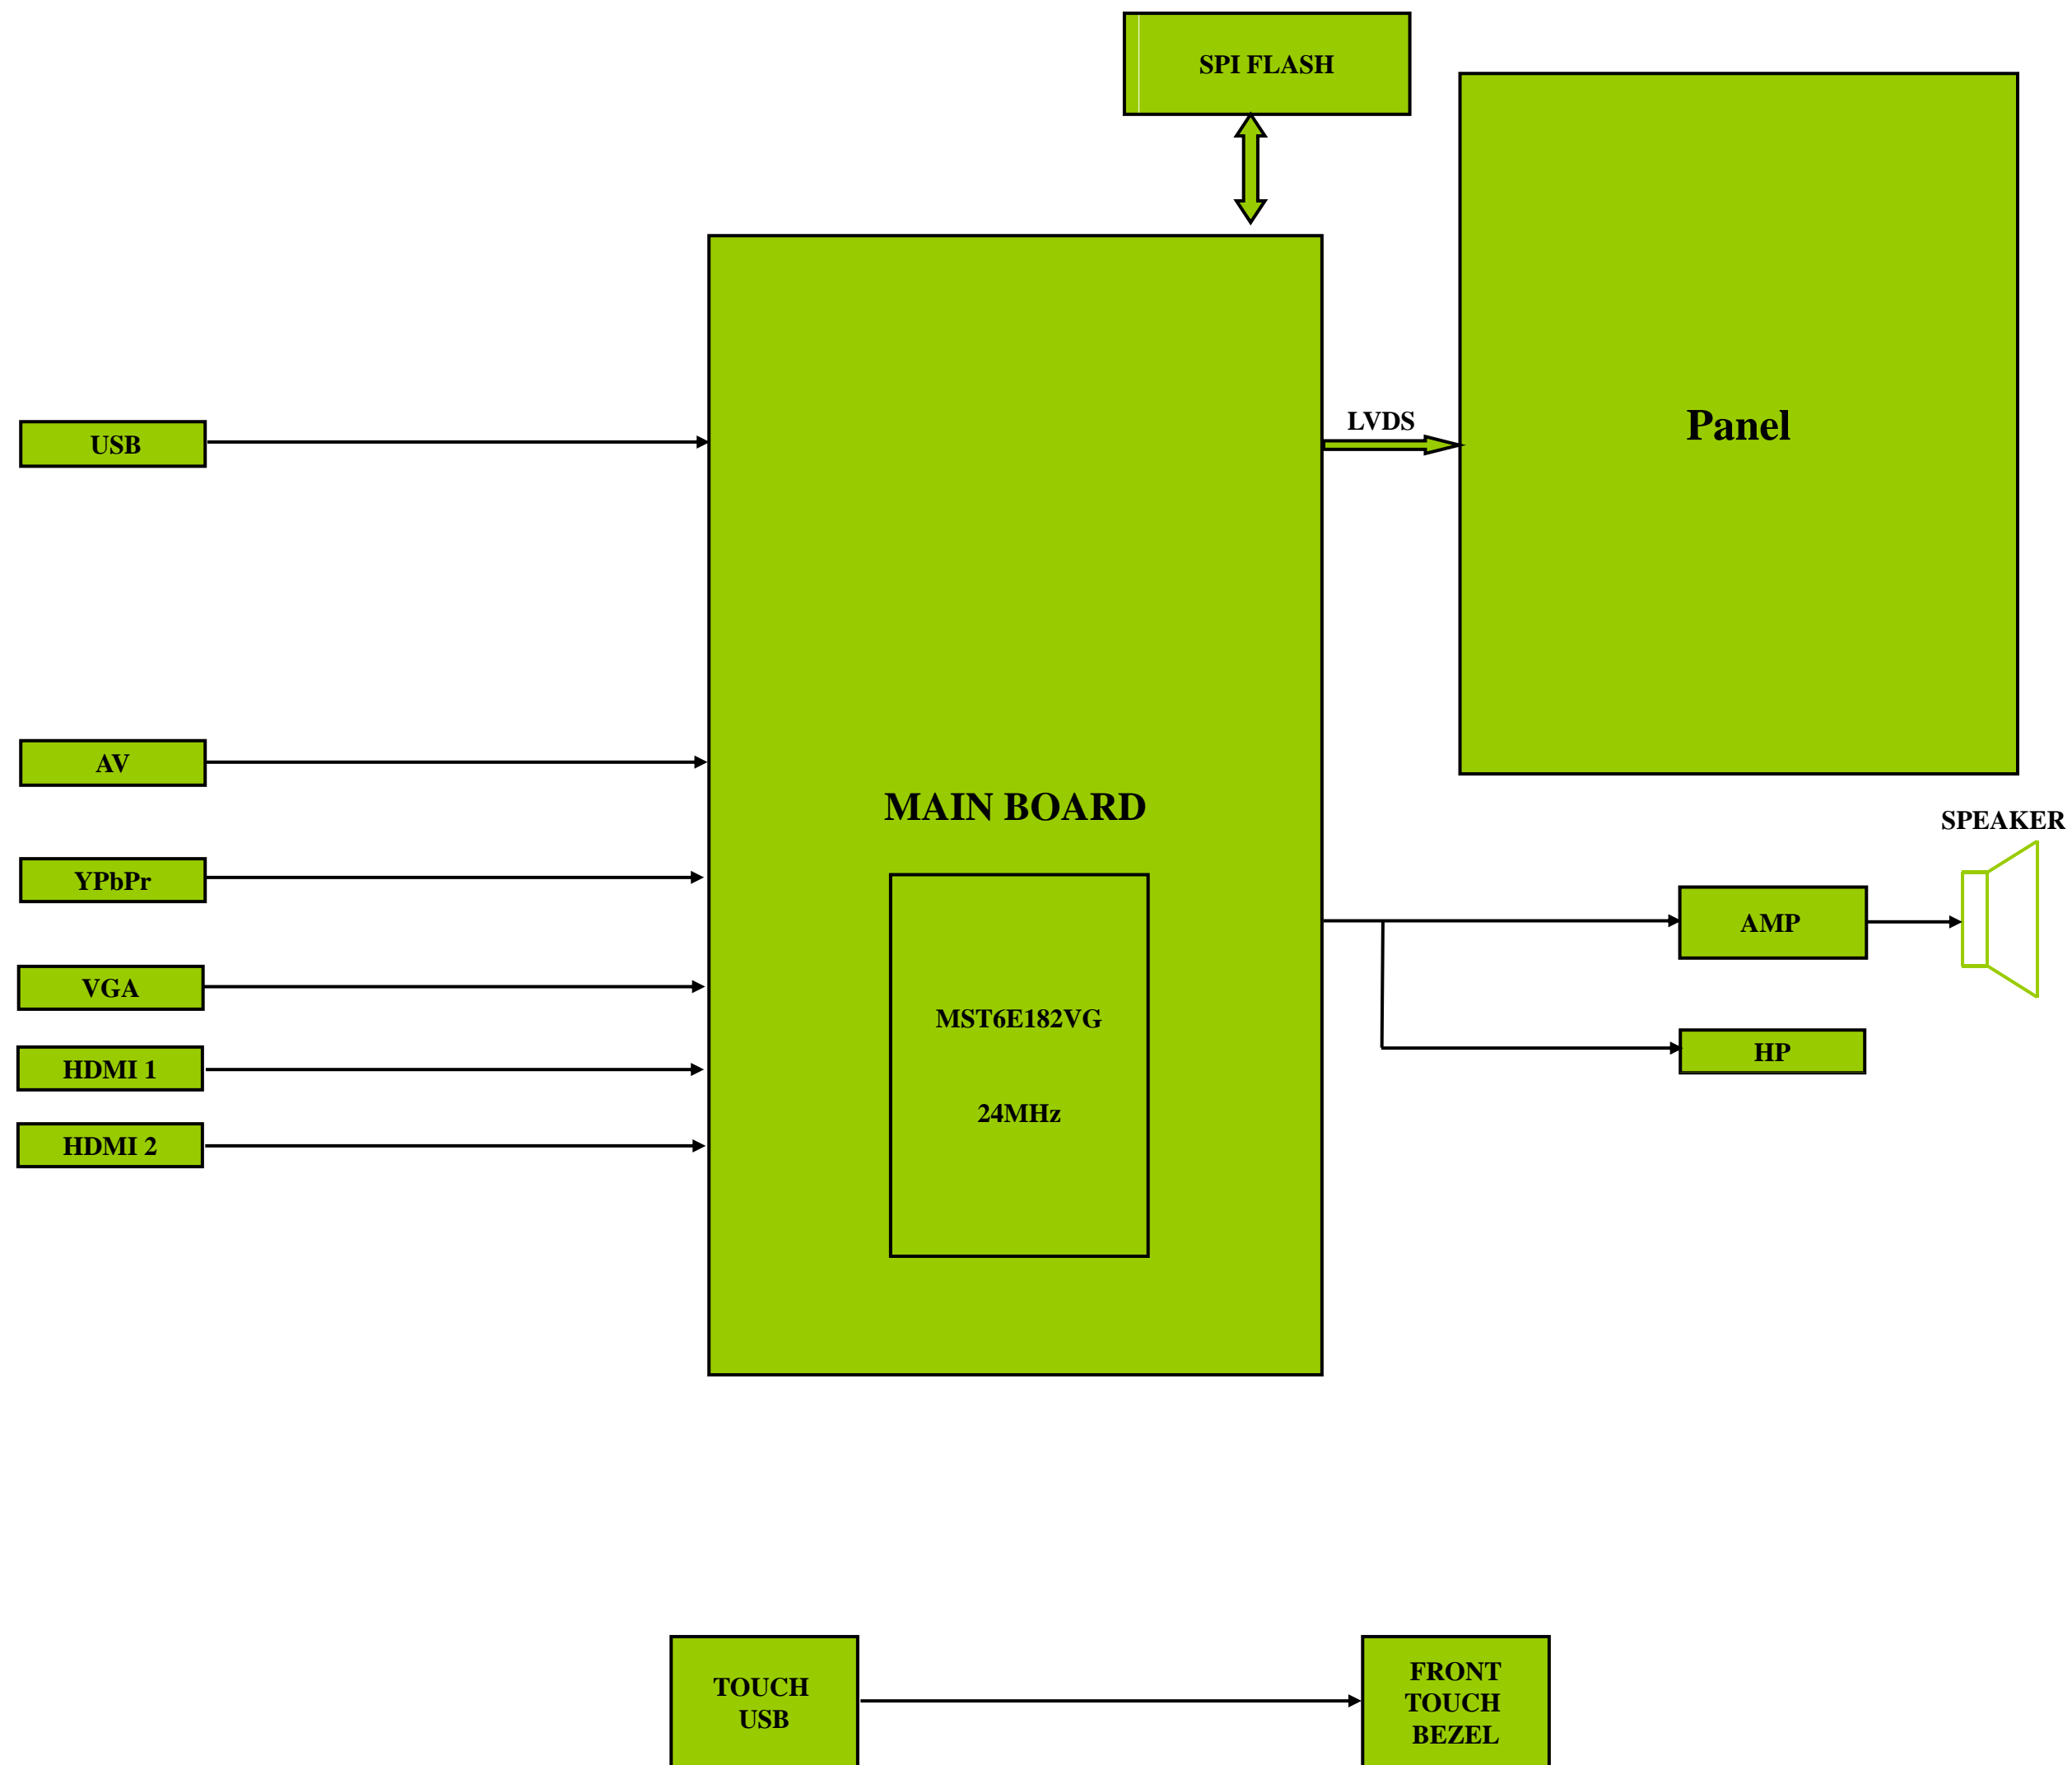 SPI FLASH
Panel
LVDS
USB
AV
MAIN BOARD
SPEAKER
YPbPr
AMP
VGA
MST6E182VG
HDMI 1
HP
24MHz
HDMI 2
TOUCH
USB
FRONT
TOUCH
BEZEL